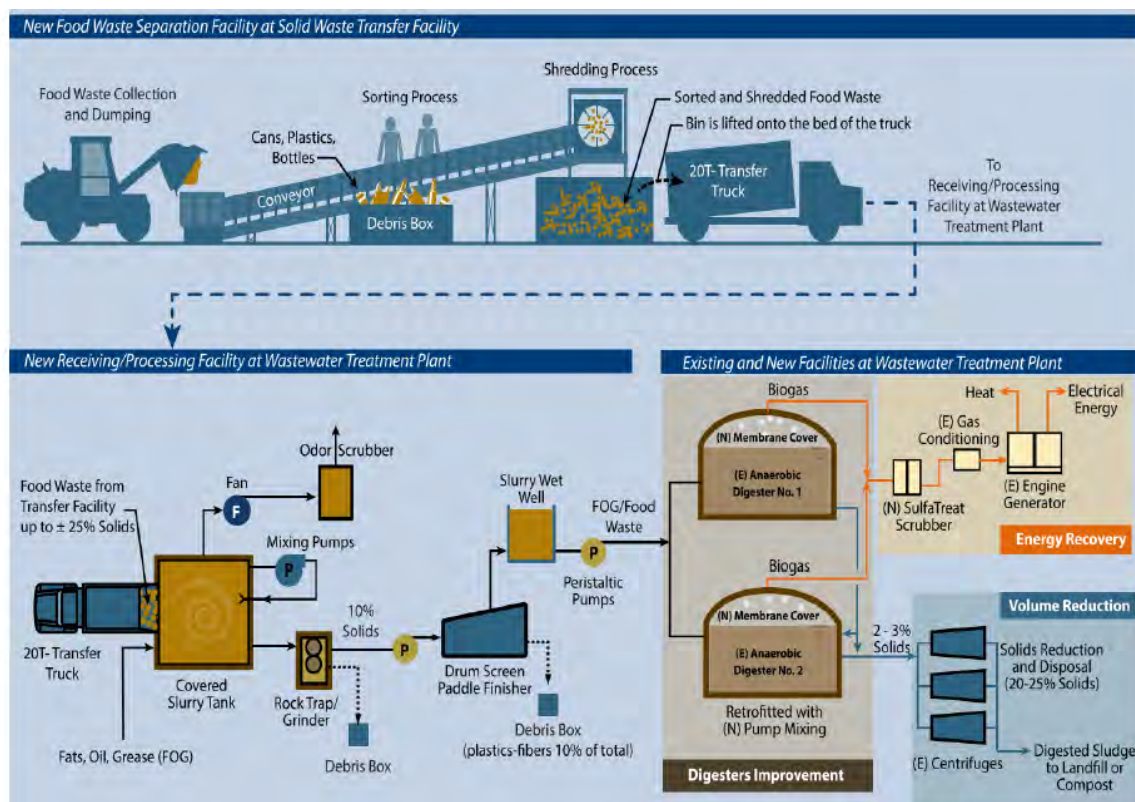 New Food Waste Separation Facility at Solid Waste Transfer Facility
Food Waste Collection
and Dumping
Sorting Process
Shredding Process
Cans, Plastics,
Bottles
Conveyor
Debris Box
Sorted and Shredded Food Waste
Bin is lifted onto the bed of the truck
20T- Transfer
Truck
To
Receiving/Processing
Facility at Wastewater
Treatment Plant
New Receiving/Processing Facility at Wastewater Treatment Plant
Food Waste from
Transfer Facility
up to ± 25% Solids
Fan
F
Odor Scrubber
Mixing Pumps
P
20T- Transfer
Truck
Covered
Slurry Tank
Fats, Oil, Grease (FOG)
Rock Trap/
Grinder
Debris Box
10%
Solids
P
Drum Screen
Paddle Finisher
Debris Box
(plastics-fibers 10% of total)
Slurry Wet
Well
P
Peristaltic
Pumps
FOG/Food
Waste
Existing and New Facilities at Wastewater Treatment Plant
Biogas
(N) Membrane Cover
(E) Anaerobic
Digester No. 1
Biogas
(N) Membrane Cover
(E) Anaerobic
Digester No. 2
Retrofitted with
(N) Pump Mixing
Digesters Improvement
Heat
Electrical
Energy
(E) Gas
Conditioning
(N) SulfaTreat
Scrubber
(E) Engine
Generator
Energy Recovery
Volume Reduction
2 - 3%
Solids
Solids Reduction
and Disposal
(20-25% Solids)
(E) Centrifuges
Digested Sludge
to Landfill or
Compost